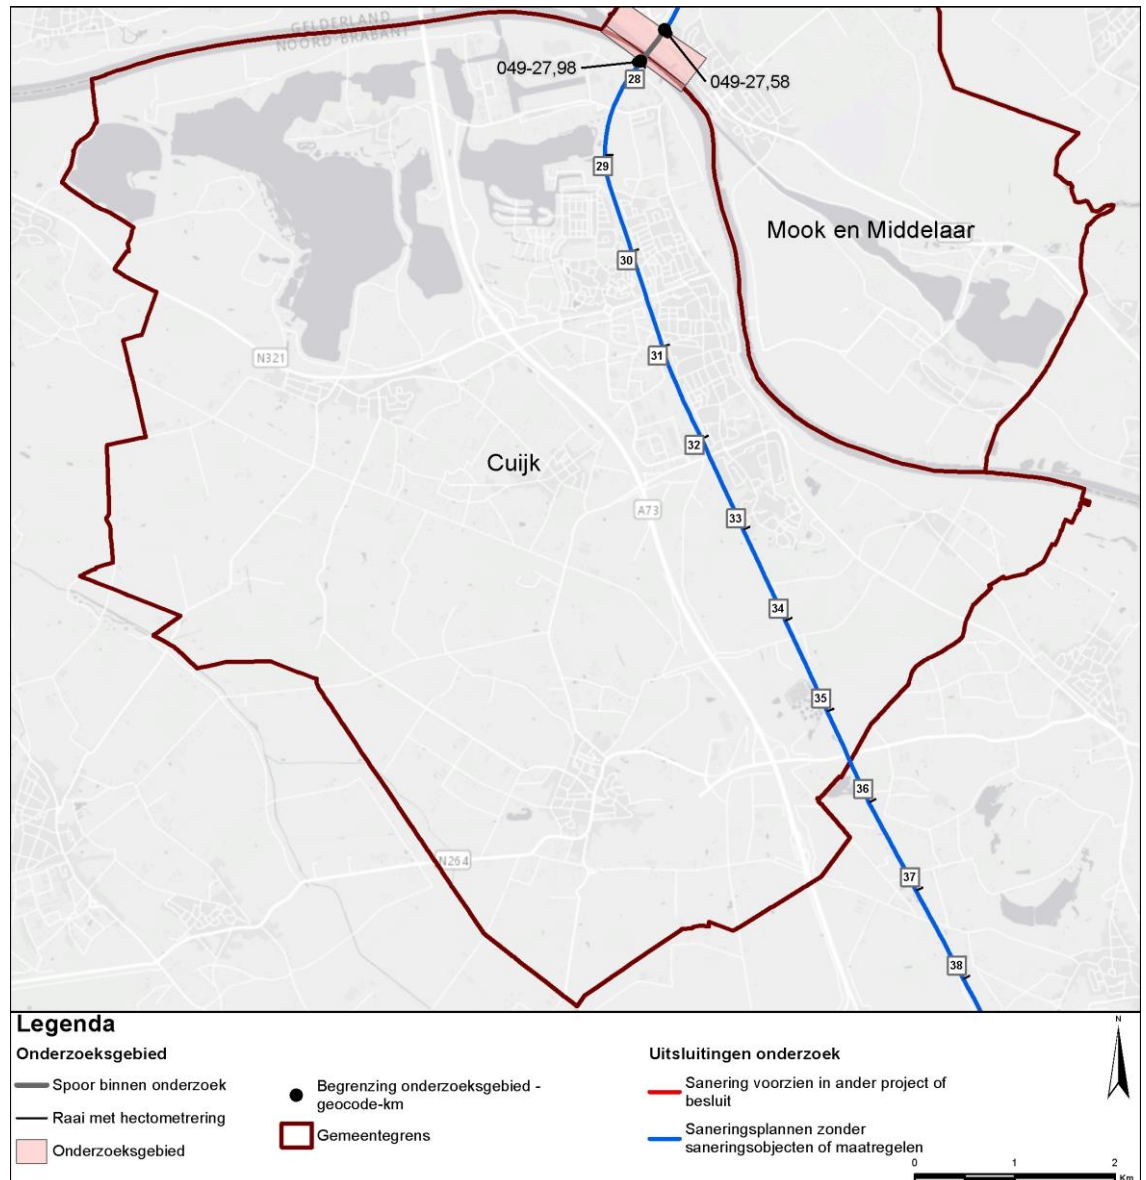 GELDERLAND
NOORD-BRABANT
049-27,98
049-27,58
28
29
Mook en Middelaar
30
N321
31
32
Cuijk
A73
33
34
35
36
N264
37
38
Legenda
Onderzoeksgebied
Spoor binnen onderzoek
Raai met hectometrering
Onderzoeksgebied
Begrenzing onderzoeksgebied -
geocode-km
Gemeentegrens
Uitsluitingen onderzoek
Sanering voorzien in ander project of
besluit
Saneringsplannen zonder
saneringsobjecten of maatregelen
N
0 1 2
Km